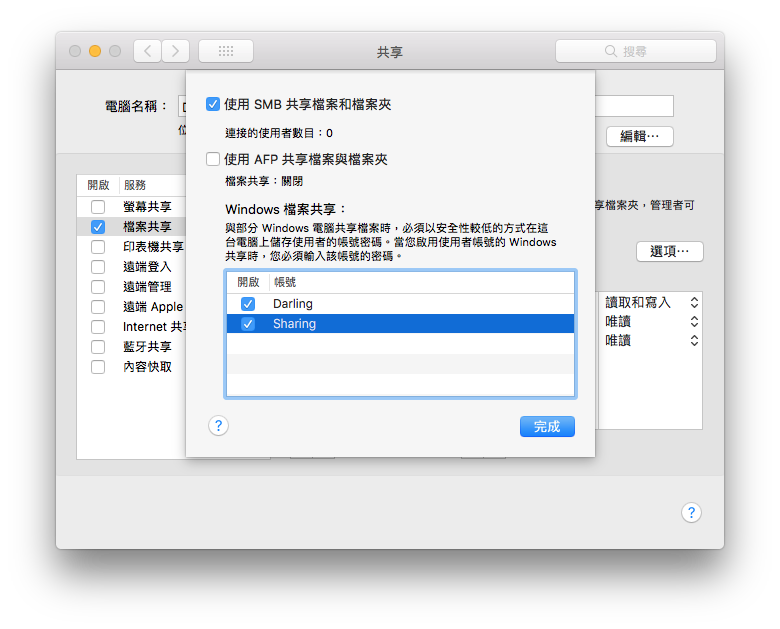 共享
搜尋
電腦名稱：
編輯…
使用 SMB 共享檔案和檔案夾
連接的使用者數目：0
使用 AFP 共享檔案與檔案夾
檔案共享：關閉
Windows 檔案共享：
與部分 Windows 電腦共享檔案時，必須以安全性較低的方式在這
台電腦上儲存使用者的帳號密碼。當您啟用使用者帳號的 Windows
共享時，您必須輸入該帳號的密碼。
開啟 帳號
Darling
Sharing
?
完成
開啟 服務
螢幕共享
檔案共享
印表機共享
遠端登入
遠端管理
遠端 Apple
Internet 共
藍牙共享
內容快取
享檔案夾，管理者可
選項…
讀取和寫入
唯讀
唯讀
?